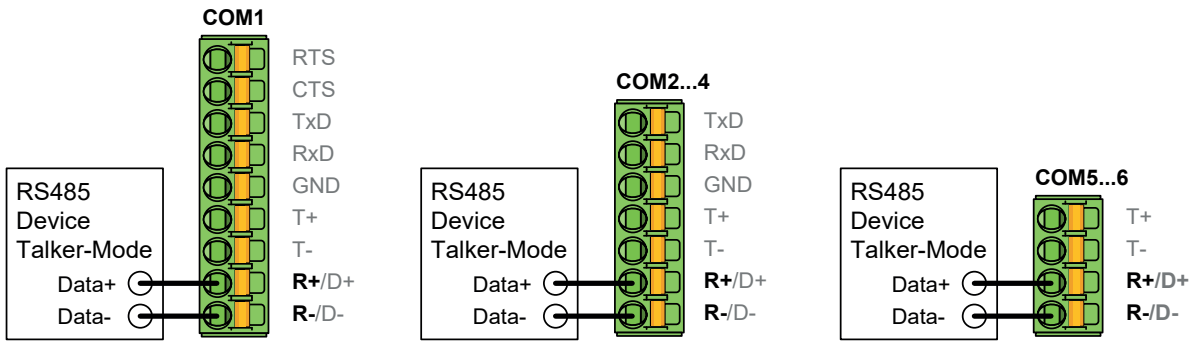 COM1
RTS
CTS
TxD
RxD
GND
T+
T-
R+/D+
R-/D-
RS485
Device
Talker-Mode
Data+
Data-
COM2...4
TxD
RxD
GND
T+
T-
R+/D+
R-/D-
RS485
Device
Talker-Mode
Data+
Data-
COM5...6
T+
T-
R+/D+
R-/D-
RS485
Device
Talker-Mode
Data+
Data-